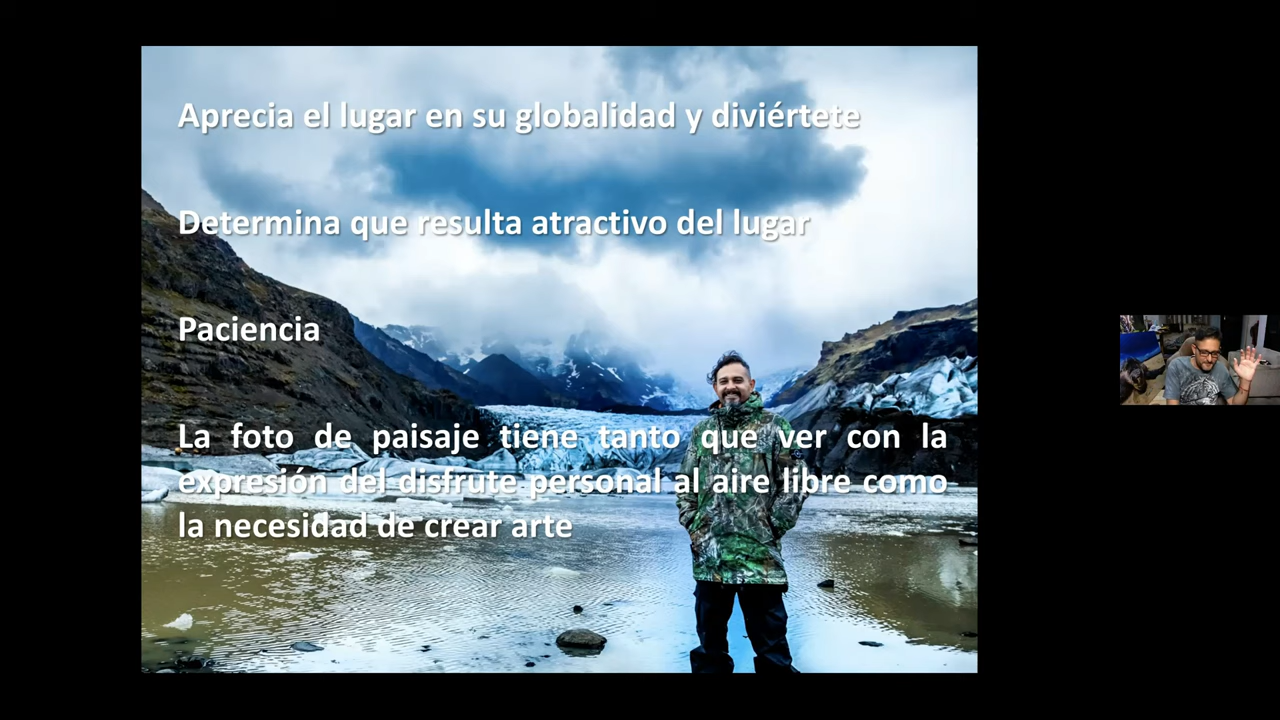 Aprecia el lugar en su globalidad y diviértete
Determina que resulta atractivo del lugar
Paciencia
La foto de paisaje tiene tanto que ver con la
expresión del disfrute personal al aire libre como
la necesidad de crear arte